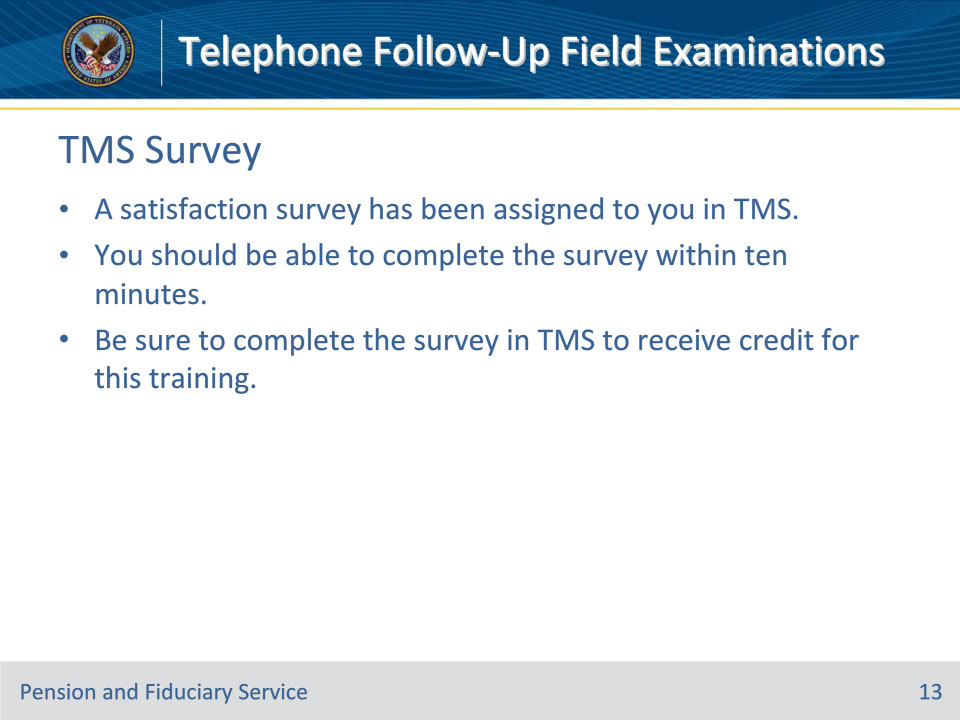 Telephone Follow-Up Field Examinations
TMS Survey
• A satisfaction survey has been assigned to you in TMS.
• You should be able to complete the survey within ten
minutes.
• Be sure to complete the survey in TMS to receive credit for
this training.
Pension and Fiduciary Service
13